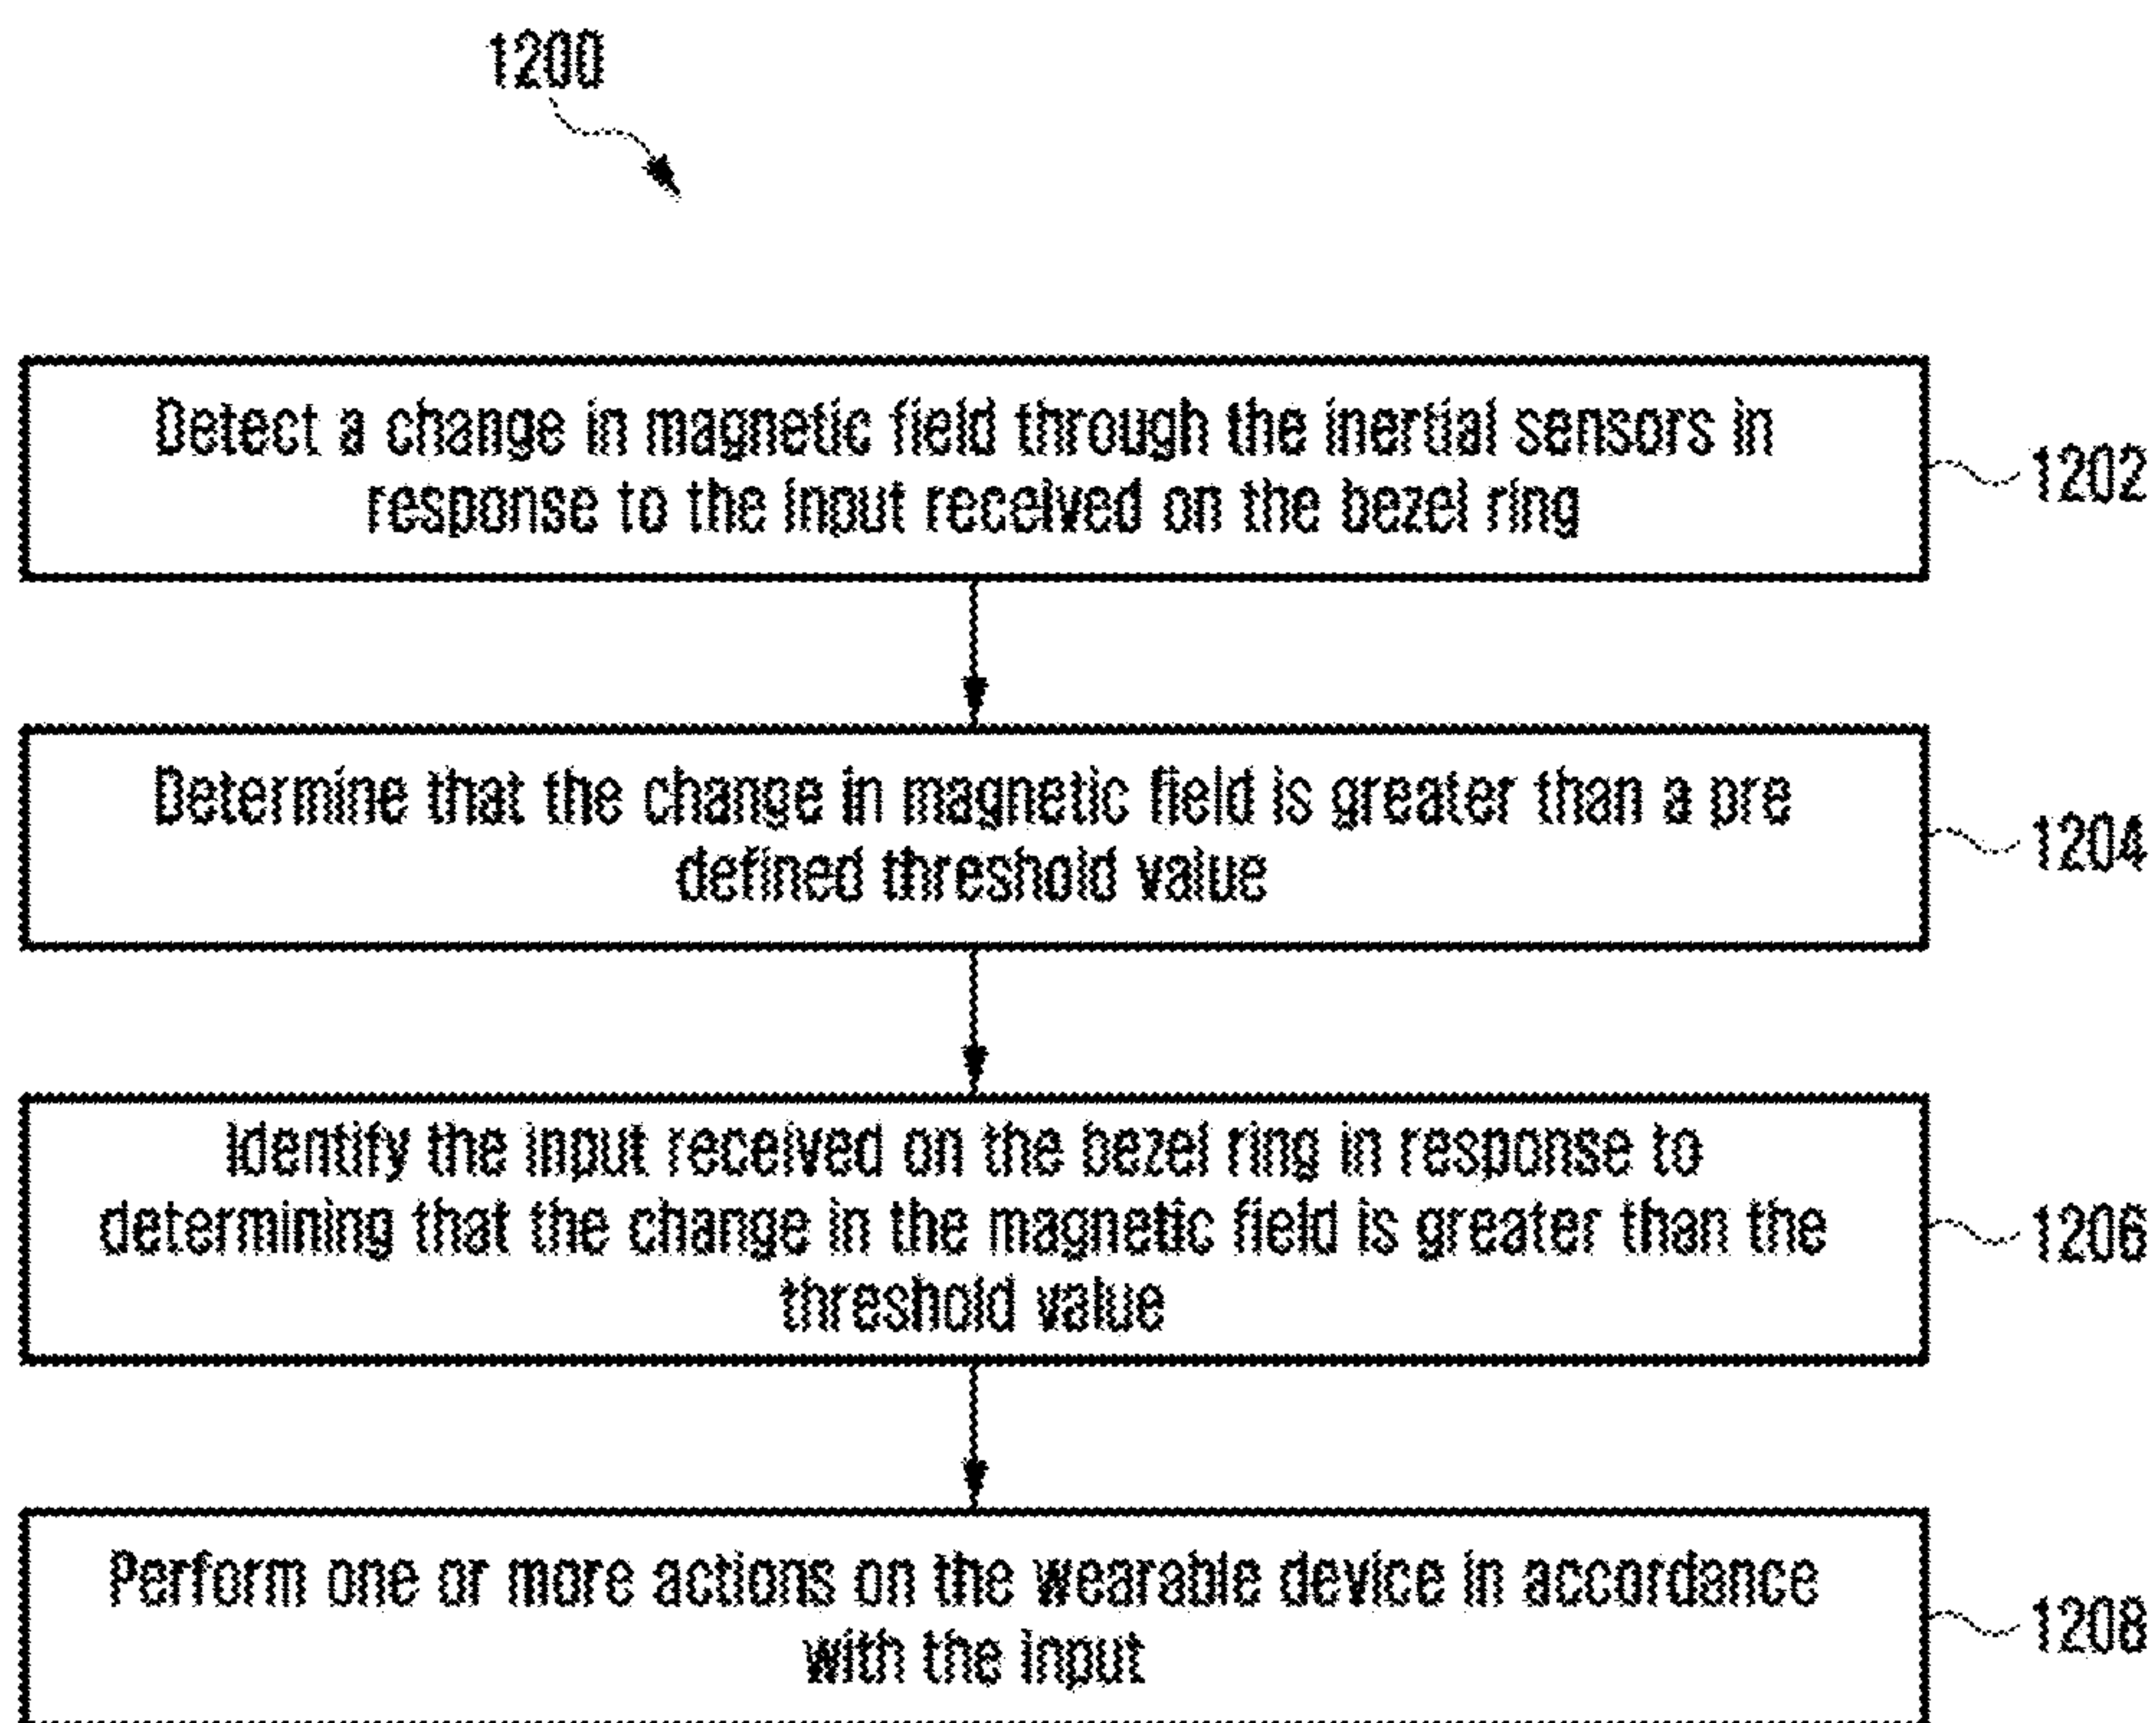 1200
Detect a change in magnetic field through the inertial sensors in
response to the input received on the bezel ring
1202
Determine that the change in magnetic field is greater than a pre
defined threshold value
1204
Identify the input received on the bezel ring in response to
determining that the change in the magnetic field is greater than the
threshold value
1206
Perform one or more actions on the wearable device in accordance
with the input
1208